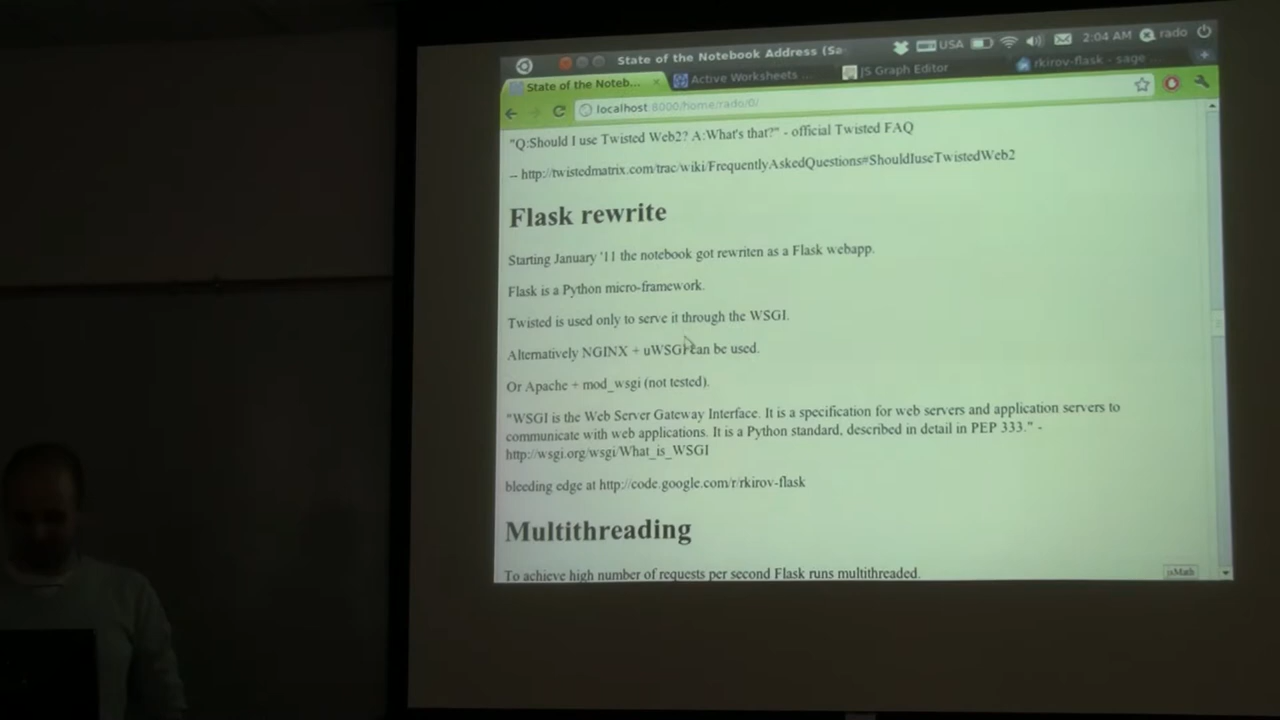 State of the Notebook Address (Sa
USA
2:04 AM
rado
State of the Noteb...
Active Worksheets ...
JS Graph Editor
rkirov-flask - sage ...
localhost:8000/home/rado/0/
"Q:Should I use Twisted Web2? A:What's that?" - official Twisted FAQ
-- http://twistedmatrix.com/trac/wiki/FrequentlyAskedQuestions#ShouldIuseTwistedWeb2
Flask rewrite
Starting January '11 the notebook got rewriten as a Flask webapp.
Flask is a Python micro-framework.
Twisted is used only to serve it through the WSGI.
Alternatively NGINX + uWSGI can be used.
Or Apache + mod_wsgi (not tested).
"WSGI is the Web Server Gateway Interface. It is a specification for web servers and application servers to
communicate with web applications. It is a Python standard, described in detail in PEP 333." -
http://wsgi.org/wsgi/What_is_WSGI
bleeding edge at http://code.google.com/r/rkirov-flask
Multithreading
To achieve high number of requests per second Flask runs multithreaded.
jsMath